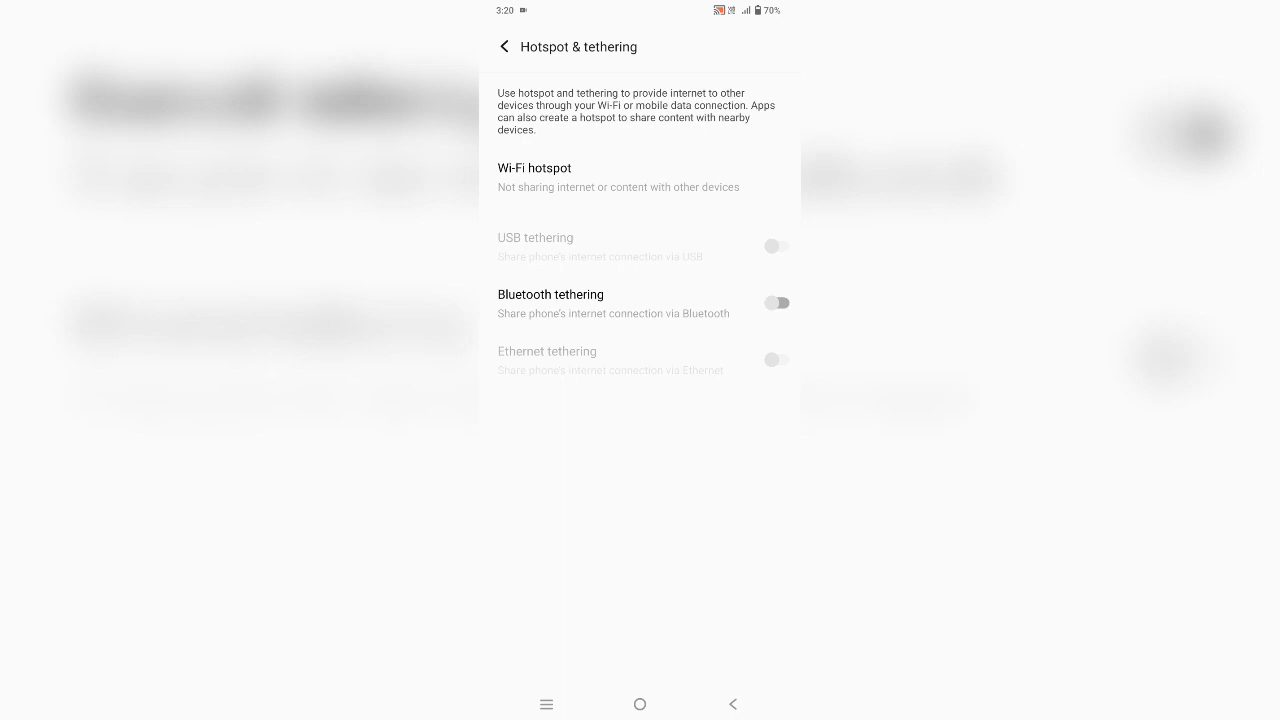 3:20
70%
Hotspot & tethering
Use hotspot and tethering to provide internet to other
devices through your Wi-Fi or mobile data connection. Apps
can also create a hotspot to share content with nearby
devices.
Wi-Fi hotspot
Not sharing internet or content with other devices
USB tethering
Share phone's internet connection via USB
Bluetooth tethering
Share phone's internet connection via Bluetooth
Ethernet tethering
Share phone's internet connection via Ethernet